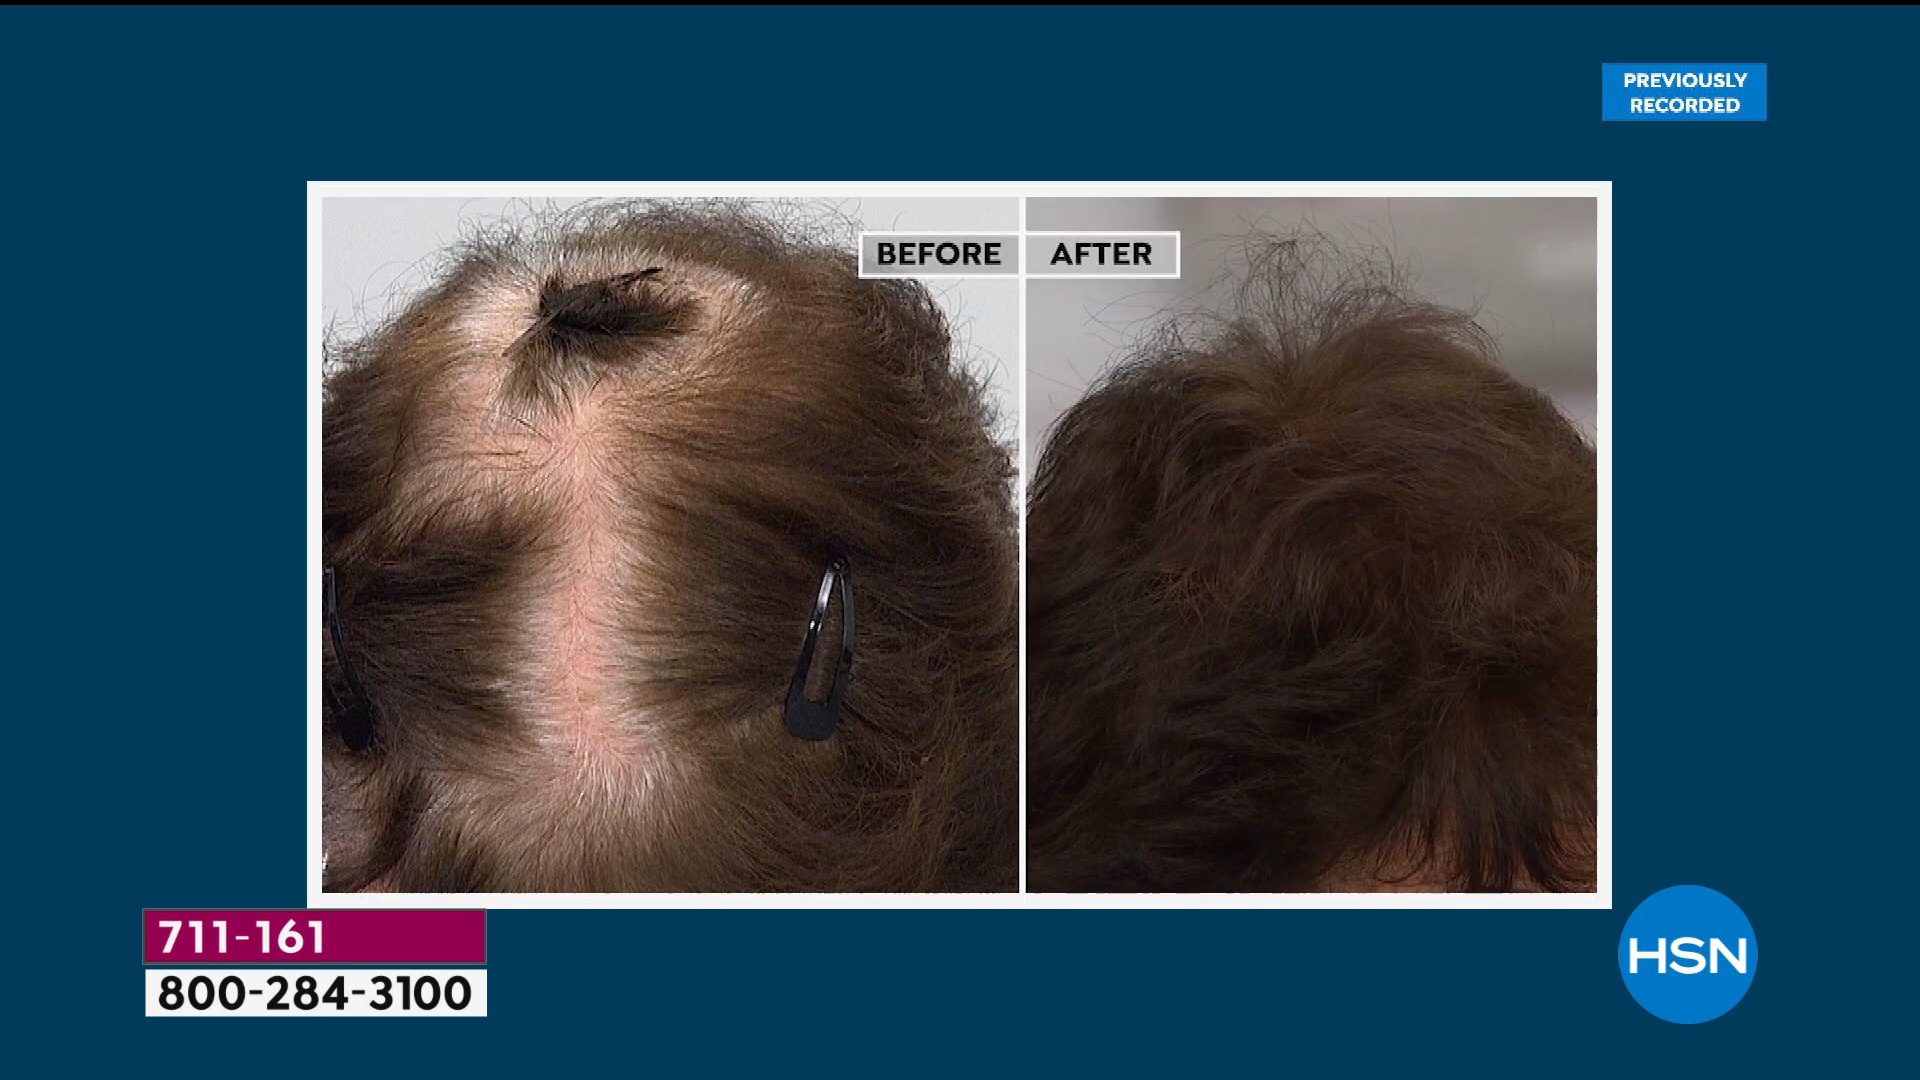 PREVIOUSLY
RECORDED
BEFORE
AFTER
711-161
800-284-3100
HSN